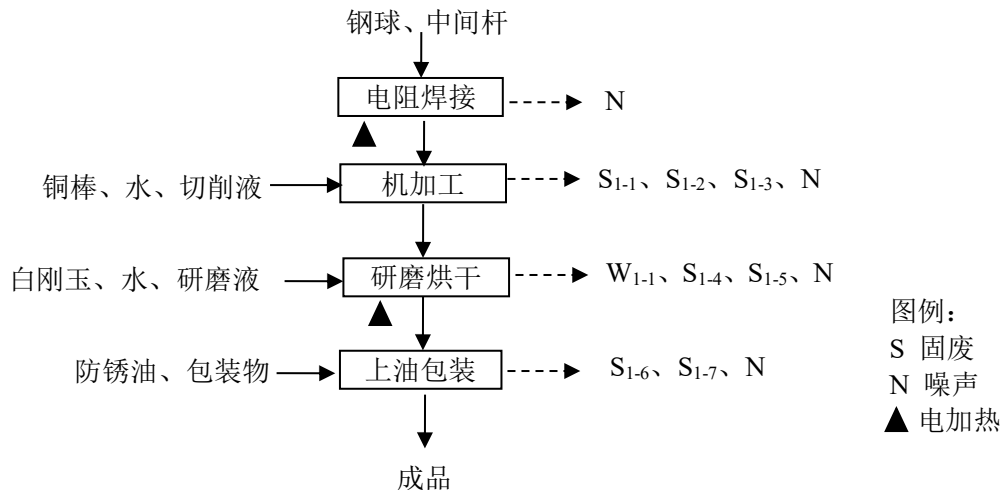 钢球、中间杆
电阻焊接
N
铜棒、水、切削液
机加工
S1-1、S1-2、S1-3、N
白刚玉、水、研磨液
研磨烘干
W1-1、S1-4、S1-5、N
防锈油、包装物
上油包装
S1-6、S1-7、N
成品
图例：
S 固废
N 噪声
▲ 电加热